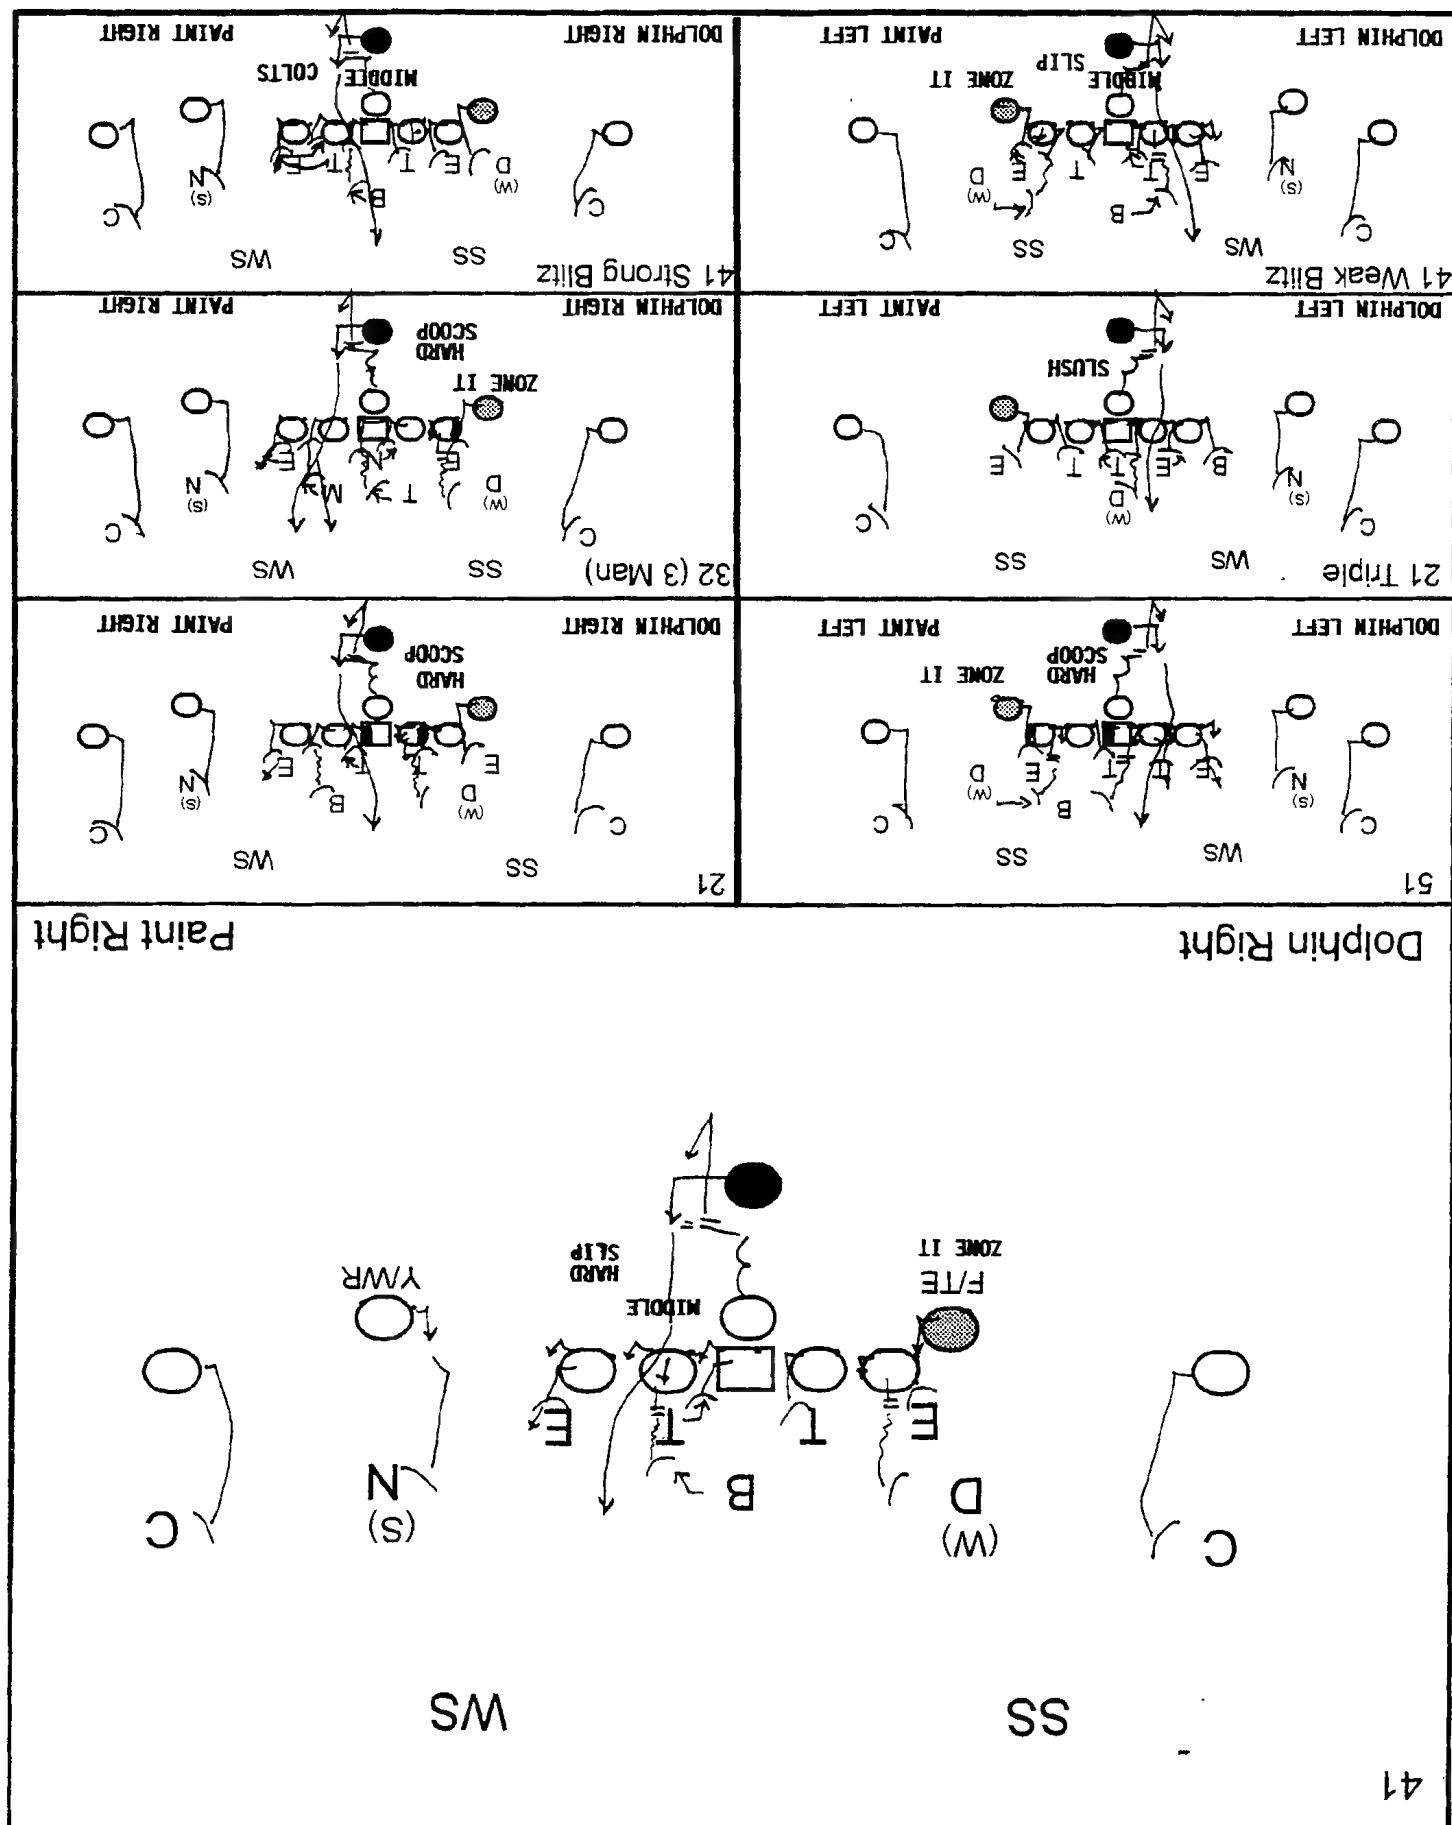 41
SS WS
(W) (S)
C D B N C
E T T E
F/TE MIDDLE Y/WR
ZONE IT HARD
SLIP
Dolphin Right Paint Right
51
WS SS
C N B D C
(S) (W)
E T T E
HARD
SCOOP
ZONE IT
DOLPHIN LEFT PAINT LEFT
21
SS WS
C D B N C
(W) (S)
E T T E
HARD
SCOOP
DOLPHIN RIGHT PAINT RIGHT
21 Triple
WS SS
C N D C
(S) (W)
B E T T E
SLUSH
DOLPHIN LEFT PAINT LEFT
32 (3 Man)
SS WS
C D T M N C
(W) (S)
E N E
ZONE IT
HARD
SCOOP
DOLPHIN RIGHT PAINT RIGHT
41 Weak Blitz
WS SS
C N B D C
(S) (W)
E T T E
MIDDLE
SLIP
ZONE IT
DOLPHIN LEFT PAINT LEFT
41 Strong Blitz
SS WS
C D B N C
(W) (S)
E T T E
MIDDLE COLTS
DOLPHIN RIGHT PAINT RIGHT